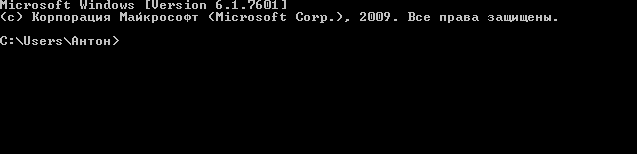 Microsoft Windows [Version 6.1.7601]
(c) Корпорация Майкрософт (Microsoft Corp.), 2009. Все права защищены.
C:\Users\Антон>